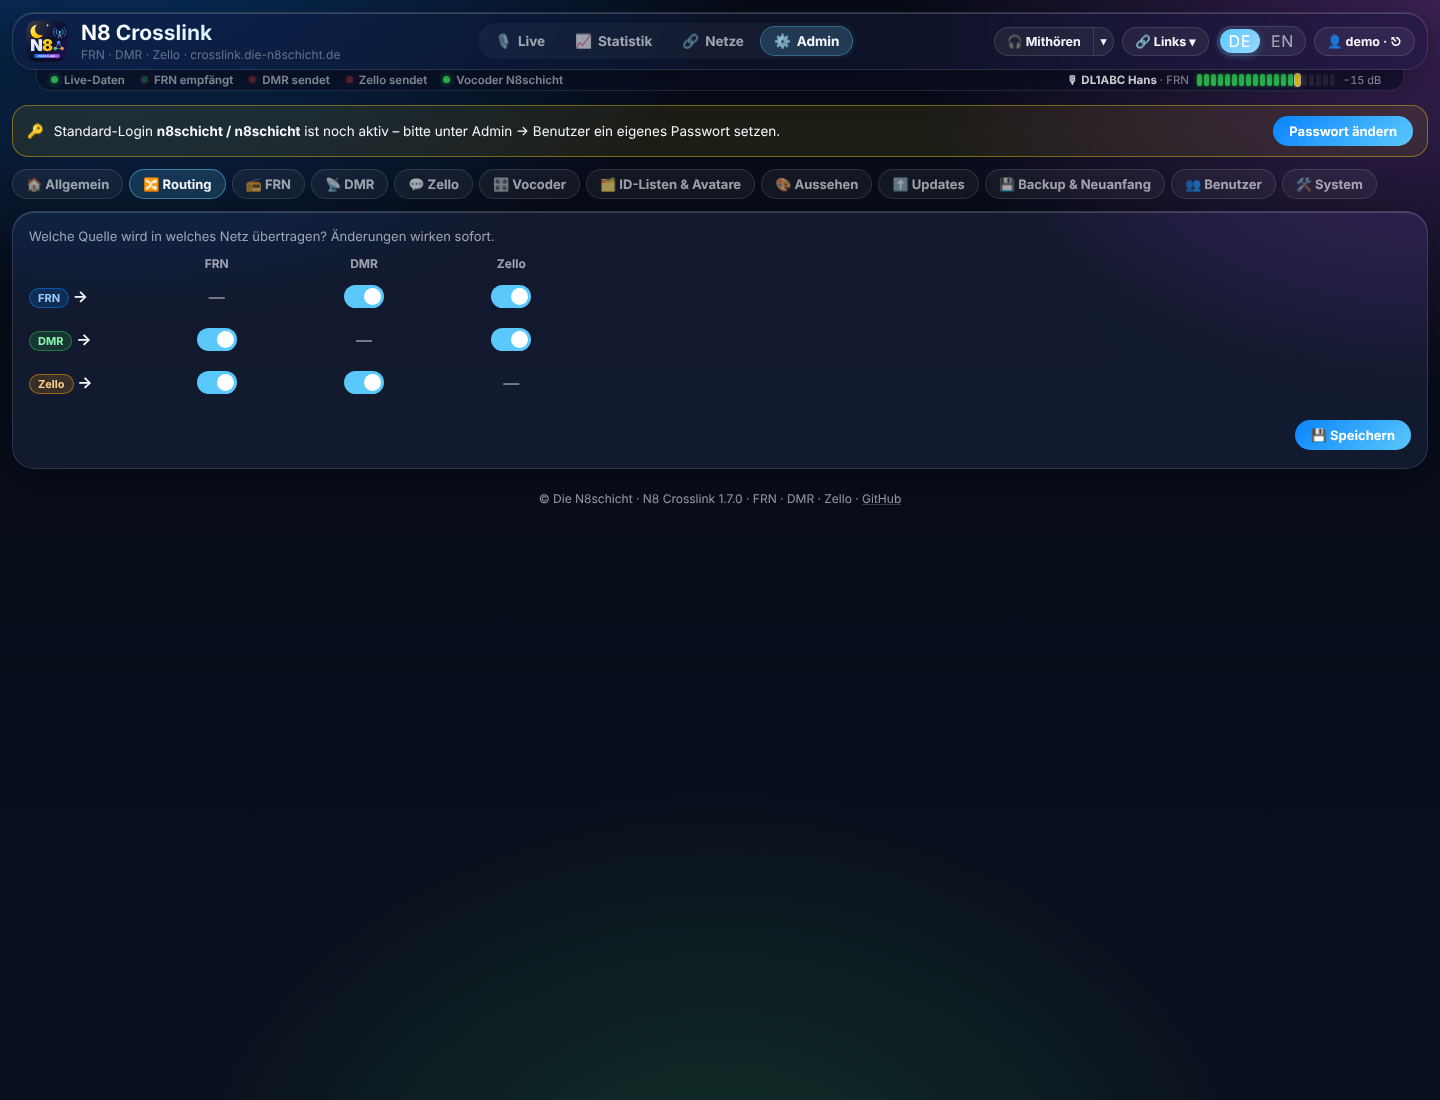 N8 Crosslink
FRN · DMR · Zello · crosslink.die-n8schicht.de
Live
Statistik
Netze
Admin
Mithören ▾
Links ▾
DE EN
demo ·
Live-Daten
FRN empfängt
DMR sendet
Zello sendet
Vocoder N8schicht
DL1ABC Hans · FRN
-15 dB
Standard-Login n8schicht / n8schicht ist noch aktiv – bitte unter Admin → Benutzer ein eigenes Passwort setzen.
Passwort ändern
Allgemein
Routing
FRN
DMR
Zello
Vocoder
ID-Listen & Avatare
Aussehen
Updates
Backup & Neuanfang
Benutzer
System
Welche Quelle wird in welches Netz übertragen? Änderungen wirken sofort.
FRN DMR Zello
FRN → —
DMR → —
Zello → —
Speichern
© Die N8schicht · N8 Crosslink 1.7.0 · FRN · DMR · Zello · GitHub